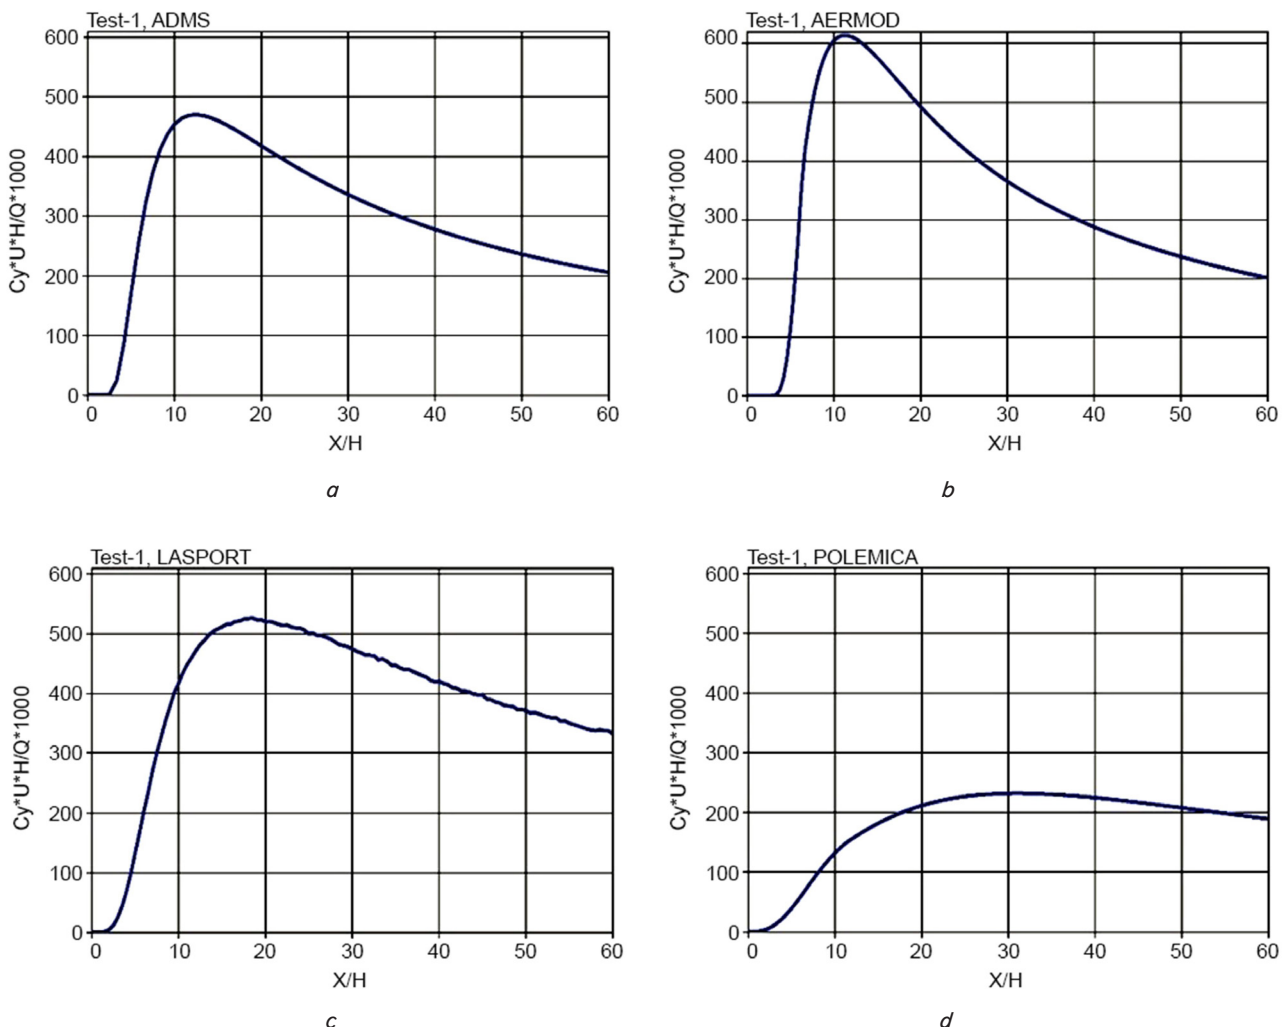 Test-1, ADMS
600
500
400
300
200
100
0
Cy*U*H/Q*1000
0 10 20 30 40 50 60
X/H
a
Test-1, AERMOD
600
500
400
300
200
100
0
Cy*U*H/Q*1000
0 10 20 30 40 50 60
X/H
b
Test-1, LASPORT
600
500
400
300
200
100
0
Cy*U*H/Q*1000
0 10 20 30 40 50 60
X/H
c
Test-1, POLEMICA
600
500
400
300
200
100
0
Cy*U*H/Q*1000
0 10 20 30 40 50 60
X/H
d